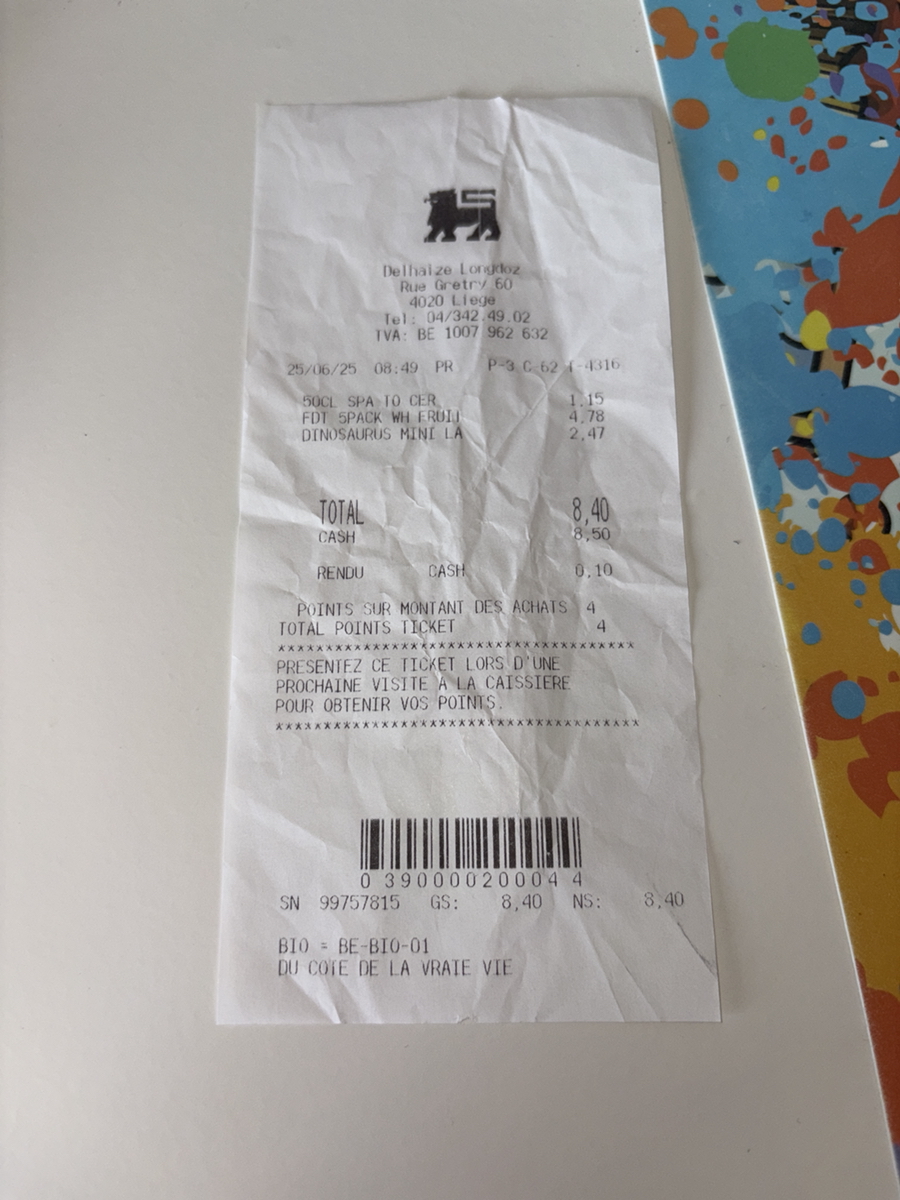 Delhaize Longdoz
Rue Gretry 60
4020 Liege
Tel: 04/342.49.02
TVA: BE 1007 962 632
25/06/25 08:49 PR P-3 C 62 T-4316
50CL SPA TO CER 1.15
FDT 5PACK WH FRUIT 4,78
DINOSAURUS MINI LA 2,47
TOTAL 8,40
CASH 8,50
RENDU CASH 0,10
POINTS SUR MONTANT DES ACHATS 4
TOTAL POINTS TICKET 4
PRESENTEZ CE TICKET LORS D'UNE
PROCHAINE VISITE A LA CAISSIERE
POUR OBTENIR VOS POINTS.
0 390000200044
SN 99757815 GS: 8,40 NS: 8,40
BIO = BE-BIO-01
DU COTE DE LA VRAIE VIE